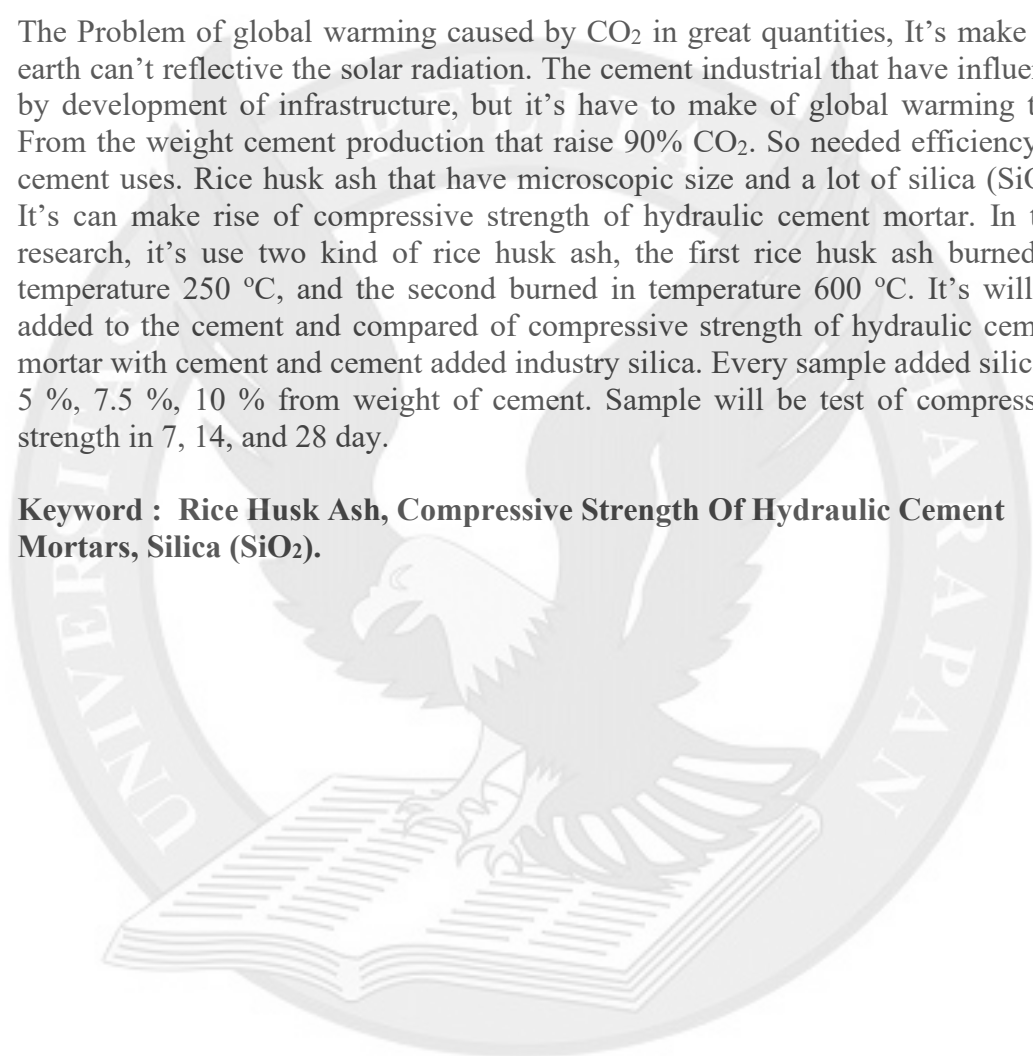 The Problem of global warming caused by CO₂ in great quantities, It's make
earth can't reflective the solar radiation. The cement industrial that have
by development of infrastructure, but it's have to make of global warming
From the weight cement production that raise 90% CO₂. So needed efficiency
cement uses. Rice husk ash that have microscopic size and a lot of silica
It's can make rise of compressive strength of hydraulic cement mortar. In
research, it's use two kind of rice husk ash, the first rice husk ash burned
temperature 250 ºC, and the second burned in temperature 600 ºC. It's will
added to the cement and compared of compressive strength of hydraulic
mortar with cement and cement added industry silica. Every sample added
5 %, 7.5 %, 10 % from weight of cement. Sample will be test of
strength in 7, 14, and 28 day.
Keyword : Rice Husk Ash, Compressive Strength Of Hydraulic Cement
Mortars, Silica (SiO₂).
UNIVERSITAS
PELITA
HARAPAN